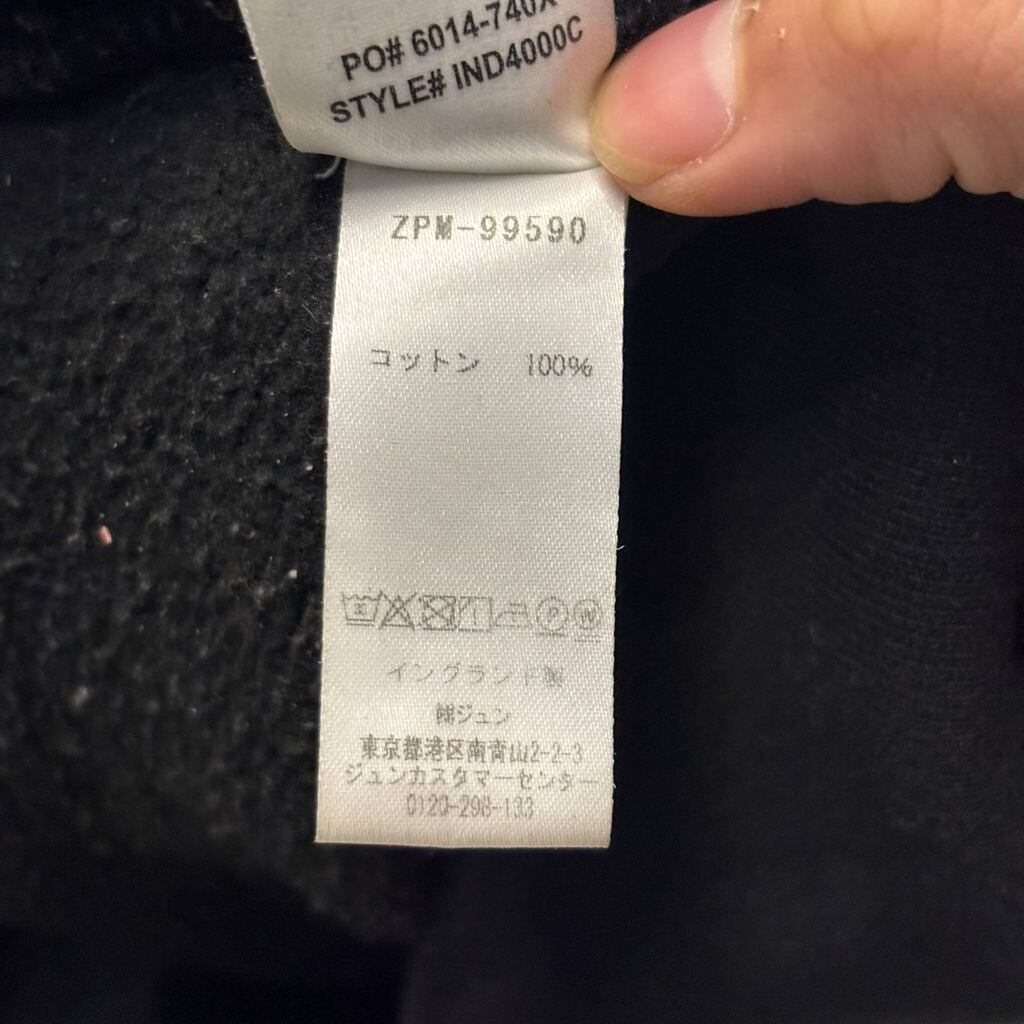 PO# 6014-740X
STYLE# IND4000C
ZPM-99590
コットン 100%
イングランド製
㈱ジュン
東京都港区南青山2-2-3
ジュンカスタマーセンター
0120-298-133